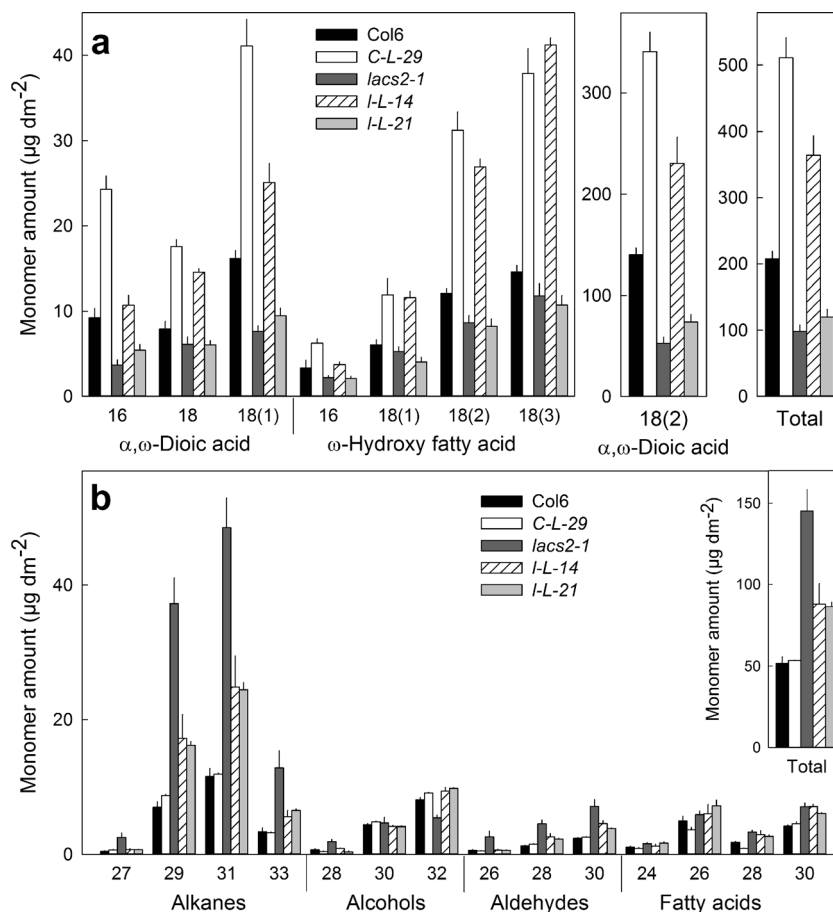 a
Col6
C-L-29
lacs2-1
l-L-14
l-L-21
Monomer amount (µg dm⁻²)
40
30
20
10
0
300
200
100
0
500
400
300
200
100
0
16 18 18(1) 16 18(1) 18(2) 18(3) 18(2) Total
α,ω-Dioic acid ω-Hydroxy fatty acid α,ω-Dioic acid
b
Col6
C-L-29
lacs2-1
l-L-14
l-L-21
Monomer amount (µg dm⁻²)
40
20
0
Monomer amount (µg dm⁻²)
150
100
50
0
Total
27 29 31 33 28 30 32 26 28 30 24 26 28 30
Alkanes Alcohols Aldehydes Fatty acids